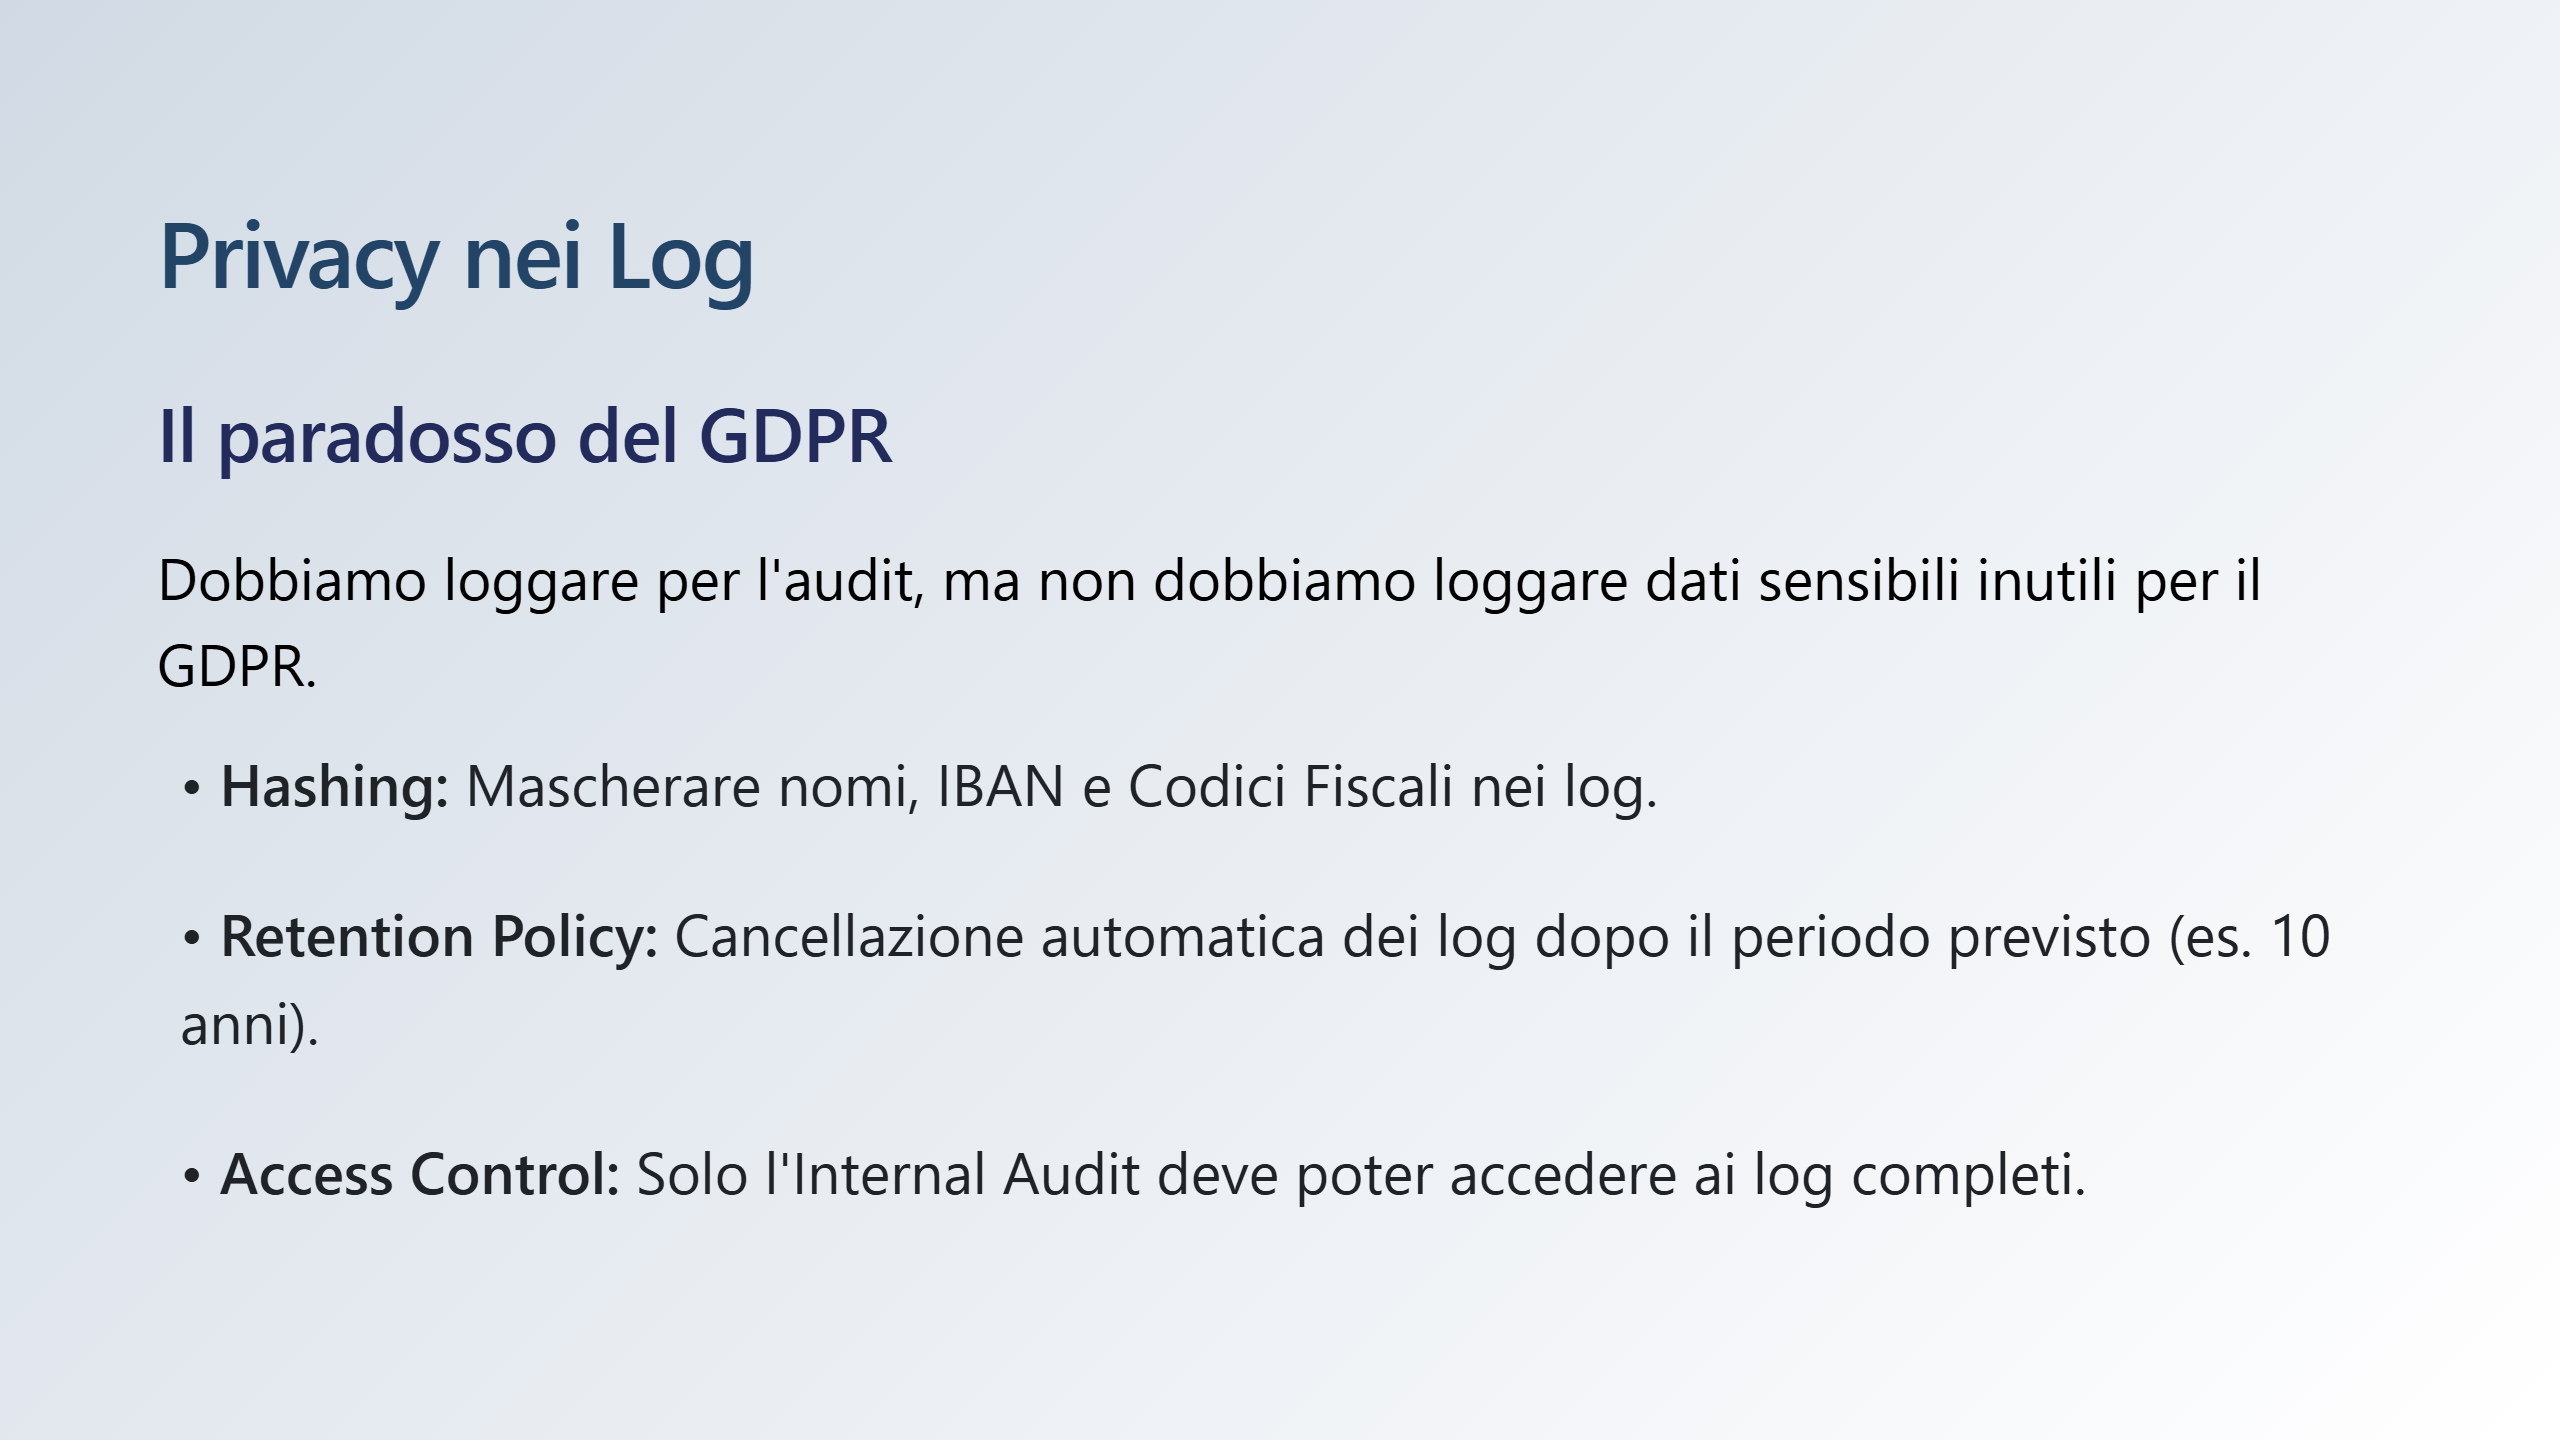 Privacy nei Log
Il paradosso del GDPR
Dobbiamo loggare per l'audit, ma non dobbiamo loggare dati sensibili inutili per il
GDPR.
• Hashing: Mascherare nomi, IBAN e Codici Fiscali nei log.
• Retention Policy: Cancellazione automatica dei log dopo il periodo previsto (es. 10
anni).
• Access Control: Solo l'Internal Audit deve poter accedere ai log completi.